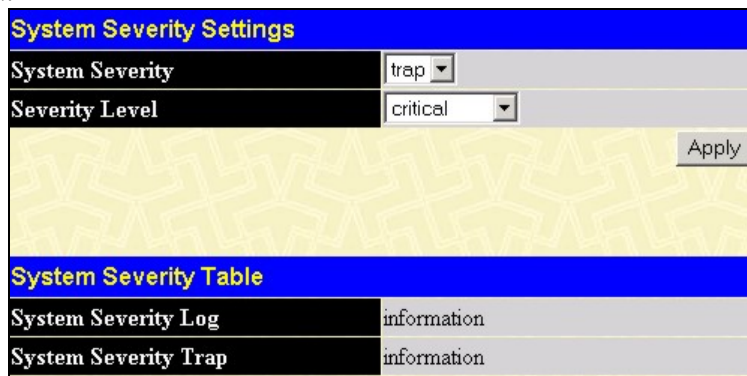 System Severity Settings
System Severity trap
Severity Level critical
Apply
System Severity Table
System Severity Log information
System Severity Trap information